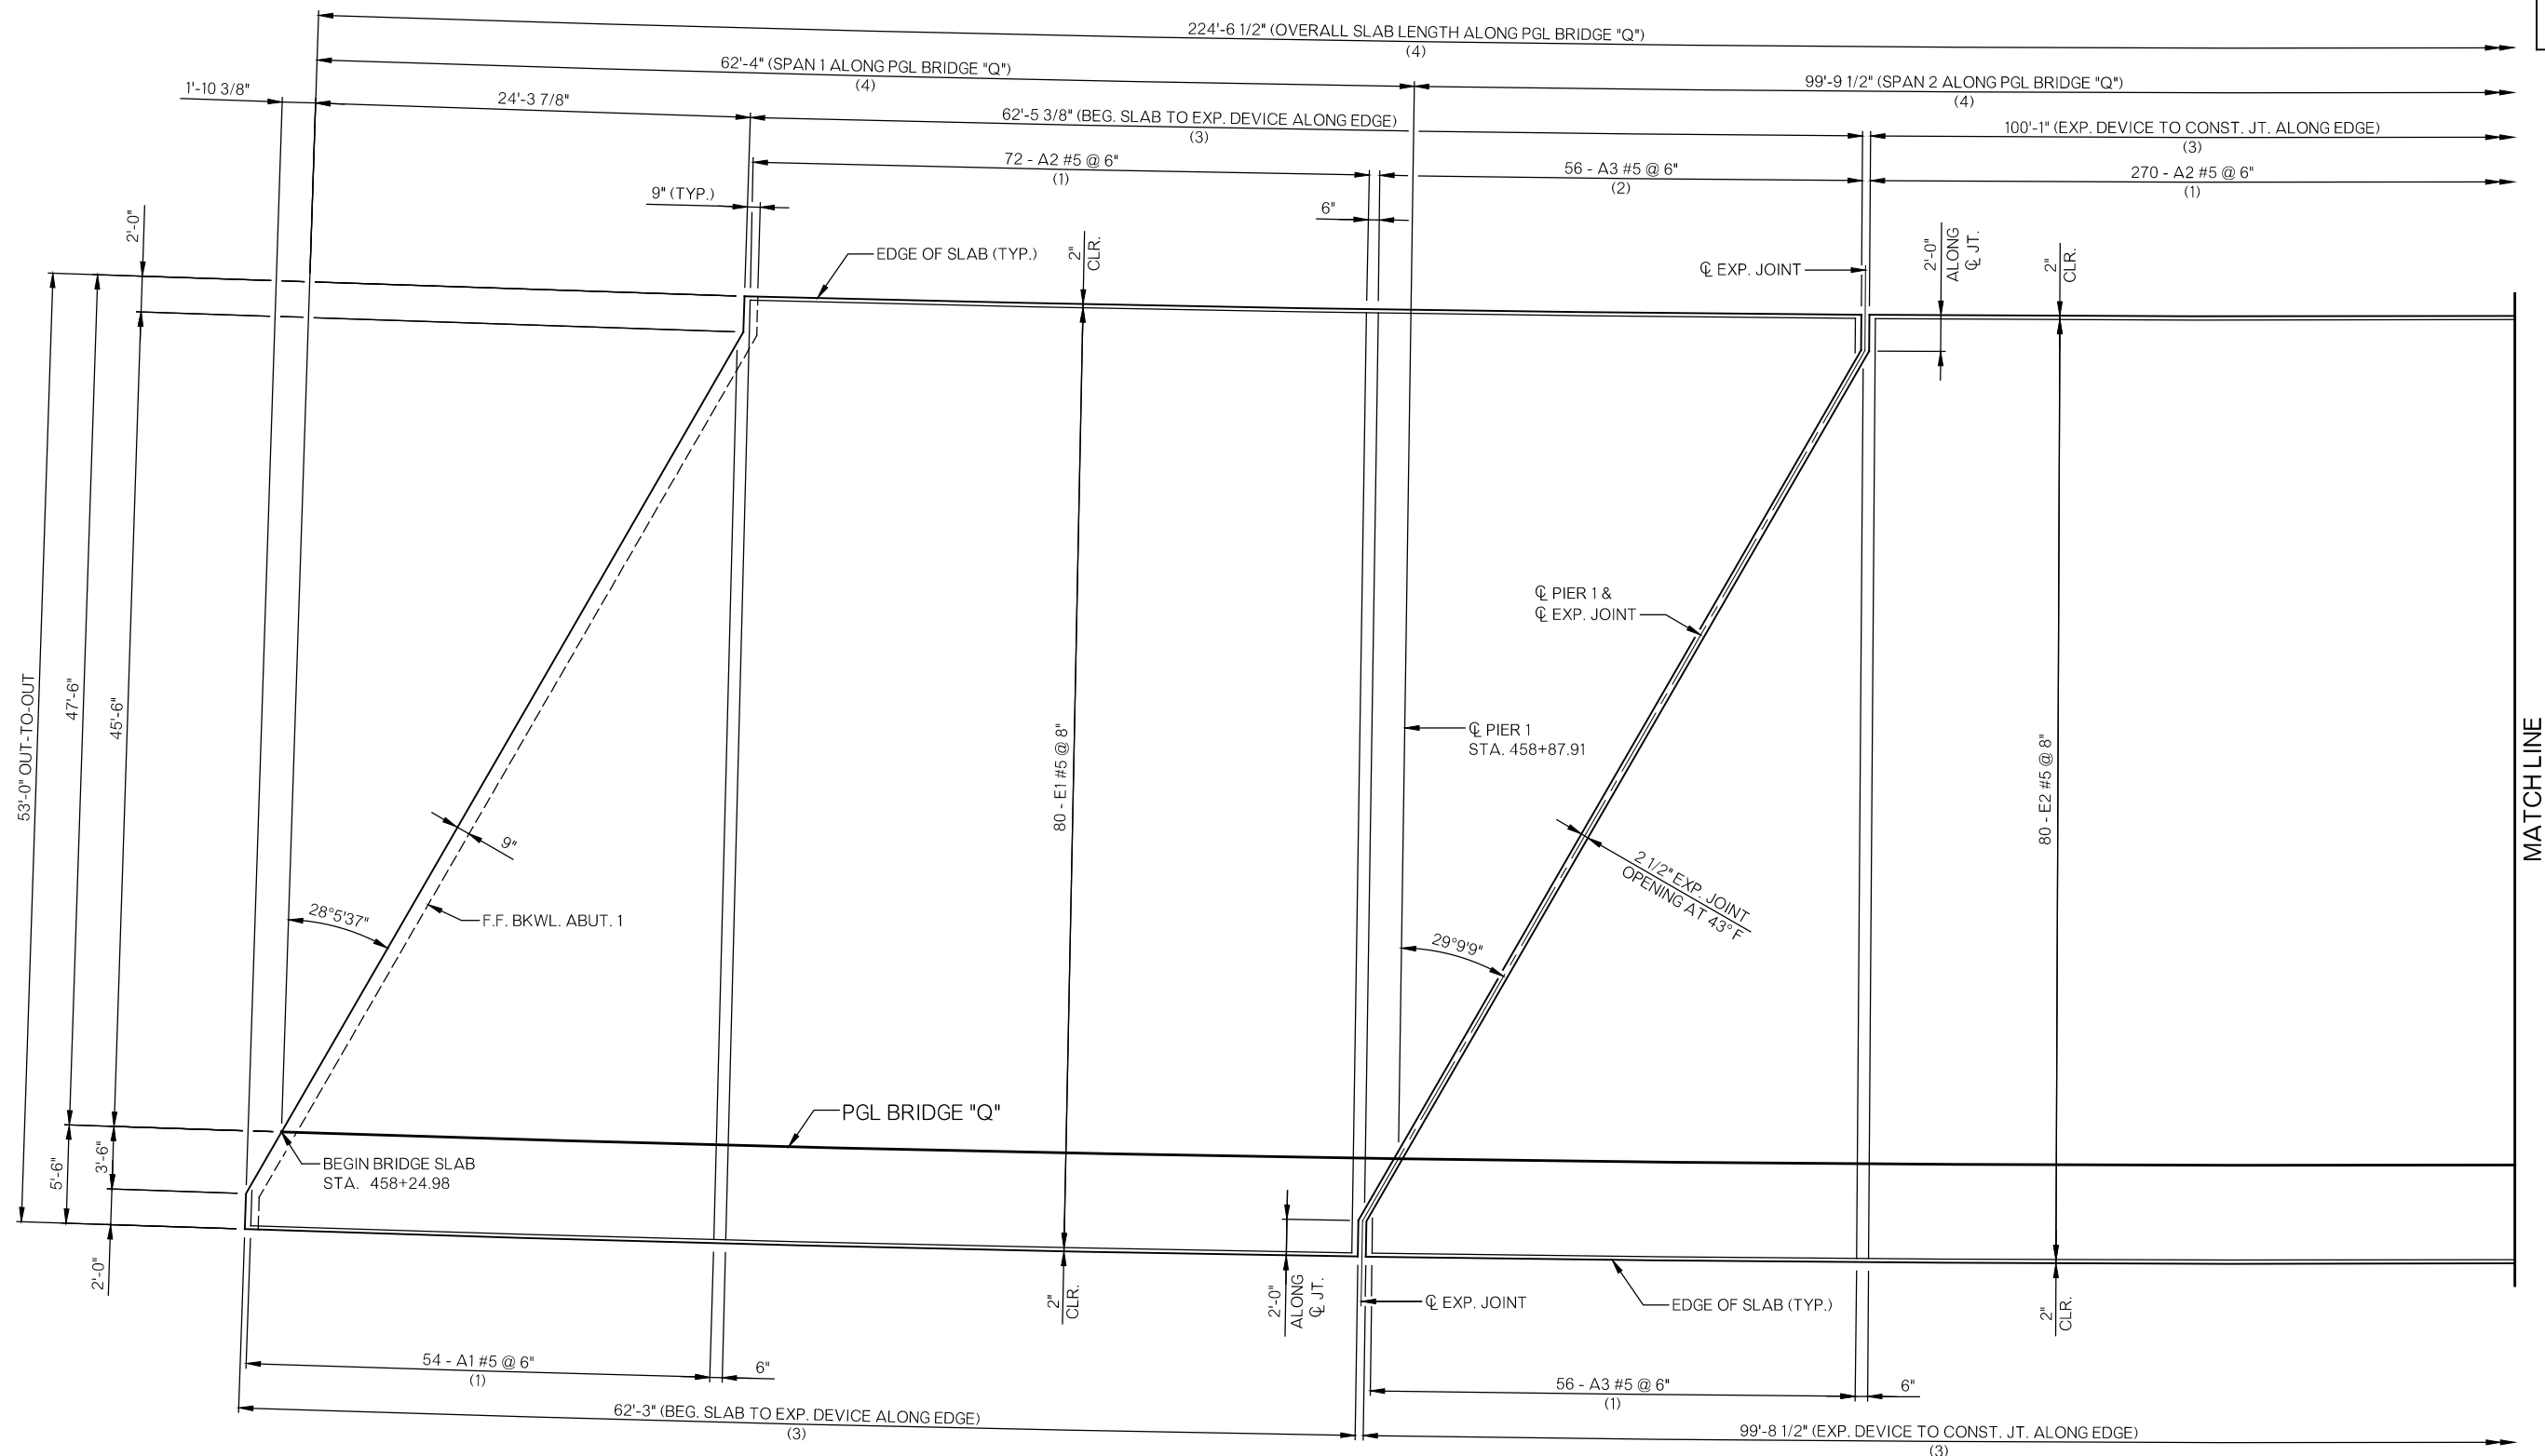 224'-6 1/2" (OVERALL SLAB LENGTH ALONG PGL BRIDGE "Q")
(4)
62'-4" (SPAN 1 ALONG PGL BRIDGE "Q")
(4)
99'-9 1/2" (SPAN 2 ALONG PGL BRIDGE "Q")
(4)
1'-10 3/8"
24'-3 7/8"
62'-5 3/8" (BEG. SLAB TO EXP. DEVICE ALONG EDGE)
(3)
100'-1" (EXP. DEVICE TO CONST. JT. ALONG EDGE)
(3)
72 - A2 #5 @ 6"
(1)
56 - A3 #5 @ 6"
(2)
270 - A2 #5 @ 6"
(1)
9" (TYP.)
6"
2'-0"
EDGE OF SLAB (TYP.)
2"
CLR.
℄ EXP. JOINT
2'-0"
ALONG
℄ JT.
2"
CLR.
53'-0" OUT-TO-OUT
47'-6"
45'-6"
℄ PIER 1 &
℄ EXP. JOINT
℄ PIER 1
STA. 458+87.91
80 - E1 #5 @ 8"
80 - E2 #5 @ 8"
MATCH LINE
9"
2 1/2" EXP. JOINT
OPENING AT 43° F
28°5'37"
F.F. BKWL. ABUT. 1
29°9'9"
PGL BRIDGE "Q"
5'-6"
3'-6"
BEGIN BRIDGE SLAB
STA. 458+24.98
2'-0"
2"
CLR.
2'-0"
ALONG
℄ JT.
℄ EXP. JOINT
EDGE OF SLAB (TYP.)
2"
CLR.
54 - A1 #5 @ 6"
(1)
6"
56 - A3 #5 @ 6"
(1)
6"
62'-3" (BEG. SLAB TO EXP. DEVICE ALONG EDGE)
(3)
99'-8 1/2" (EXP. DEVICE TO CONST. JT. ALONG EDGE)
(3)